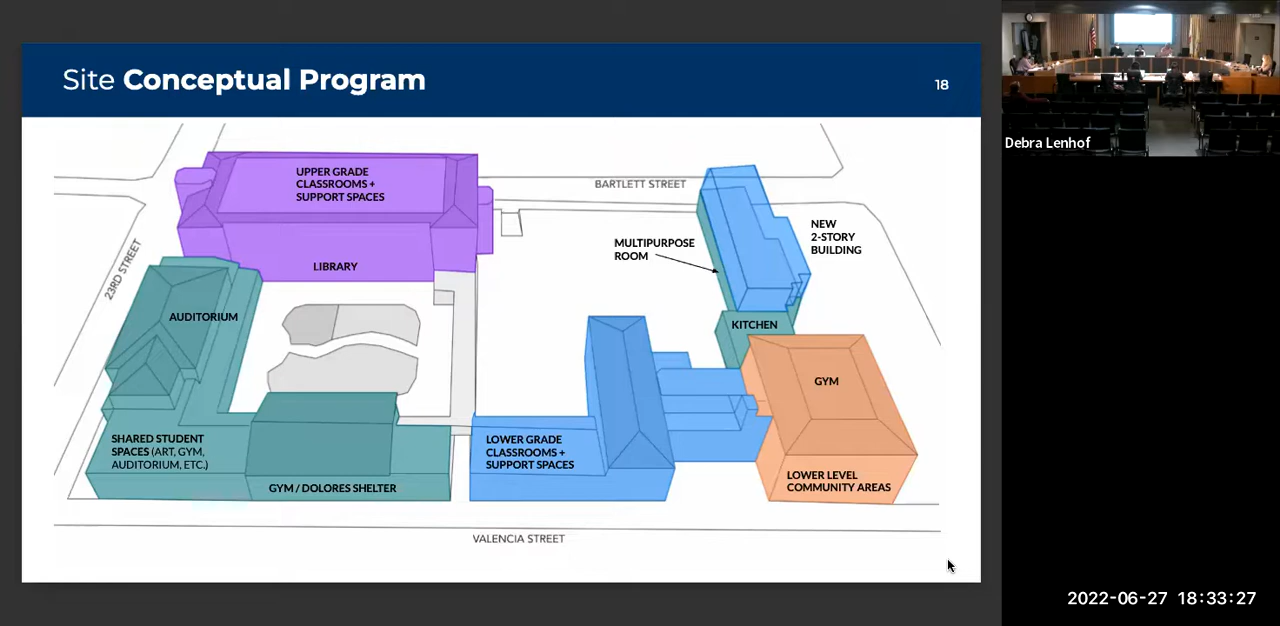 Site Conceptual Program
18
UPPER GRADE
CLASSROOMS +
SUPPORT SPACES
BARTLETT STREET
NEW
2-STORY
BUILDING
MULTIPURPOSE
ROOM
23RD STREET
LIBRARY
AUDITORIUM
KITCHEN
GYM
SHARED STUDENT
SPACES (ART, GYM,
AUDITORIUM, ETC.)
LOWER GRADE
CLASSROOMS +
SUPPORT SPACES
GYM / DOLORES SHELTER
LOWER LEVEL
COMMUNITY AREAS
VALENCIA STREET
Debra Lenhof
2022-06-27 18:33:27